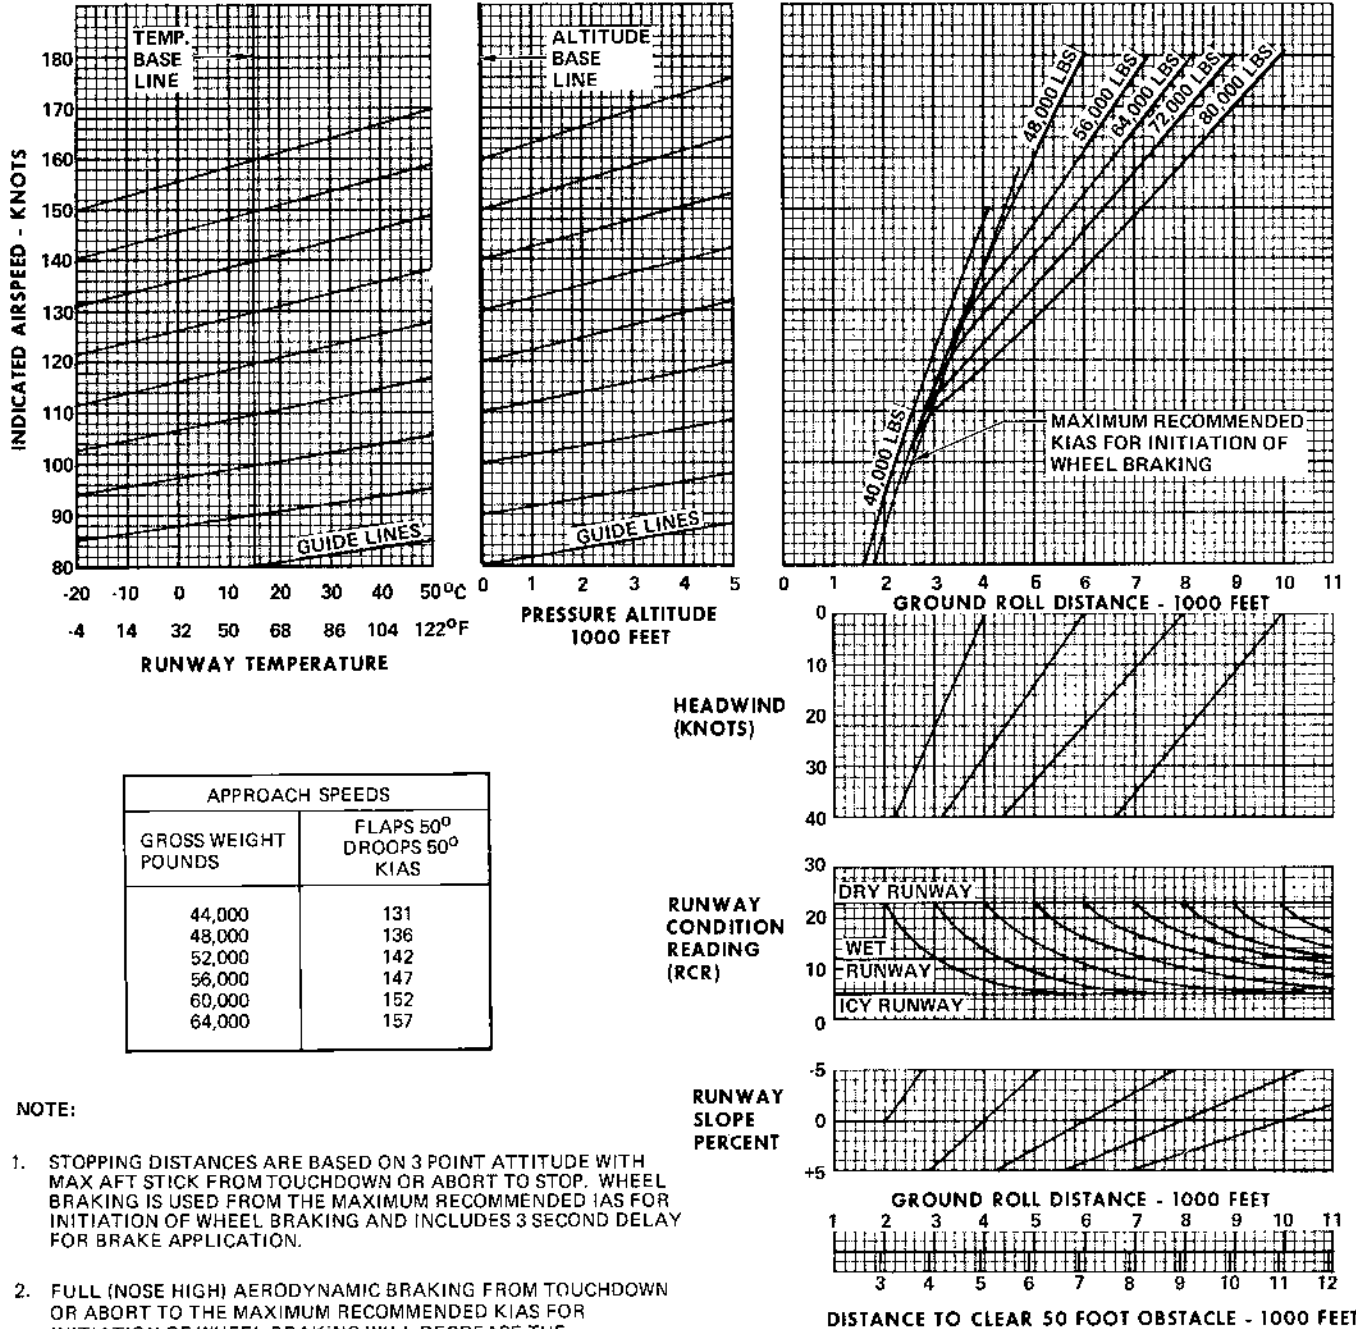 TEMP.
BASE
LINE
ALTITUDE
BASE
LINE
48,000 LBS.
56,000 LBS.
64,000 LBS.
72,000 LBS.
80,000 LBS.
40,000 LBS.
MAXIMUM RECOMMENDED
KIAS FOR INITIATION OF
WHEEL BRAKING
INDICATED AIRSPEED - KNOTS
180
170
160
150
140
130
120
110
100
90
80
GUIDE LINES
GUIDE LINES
-20 -10 0 10 20 30 40 50°C
-4 14 32 50 68 86 104 122°F
RUNWAY TEMPERATURE
0 1 2 3 4 5
PRESSURE ALTITUDE
1000 FEET
0 1 2 3 4 5 6 7 8 9 10 11
GROUND ROLL DISTANCE - 1000 FEET
HEADWIND
(KNOTS)
0
10
20
30
40
APPROACH SPEEDS
GROSS WEIGHT
POUNDS
FLAPS 50°
DROOPS 50°
KIAS
44,000 131
48,000 136
52,000 142
56,000 147
60,000 152
64,000 157
RUNWAY
CONDITION
READING
(RCR)
30
20
10
0
DRY RUNWAY
WET
RUNWAY
ICY RUNWAY
RUNWAY
SLOPE
PERCENT
-5
0
+5
GROUND ROLL DISTANCE - 1000 FEET
1 2 3 4 5 6 7 8 9 10 11
3 4 5 6 7 8 9 10 11 12
DISTANCE TO CLEAR 50 FOOT OBSTACLE - 1000 FEET
NOTE:
1. STOPPING DISTANCES ARE BASED ON 3 POINT ATTITUDE WITH
MAX AFT STICK FROM TOUCHDOWN OR ABORT TO STOP. WHEEL
BRAKING IS USED FROM THE MAXIMUM RECOMMENDED IAS FOR
INITIATION OF WHEEL BRAKING AND INCLUDES 3 SECOND DELAY
FOR BRAKE APPLICATION.
2. FULL (NOSE HIGH) AERODYNAMIC BRAKING FROM TOUCHDOWN
OR ABORT TO THE MAXIMUM RECOMMENDED KIAS FOR
INITIATION OF WHEEL BRAKING WILL DECREASE THE